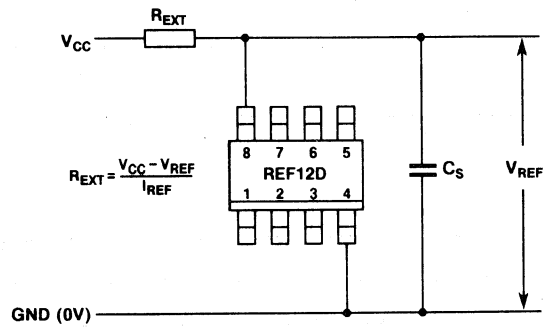 R_EXT
V_CC
8 7 6 5
REF12D
1 2 3 4
R_EXT = (V_CC – V_REF) / I_REF
C_S
V_REF
GND (0V)